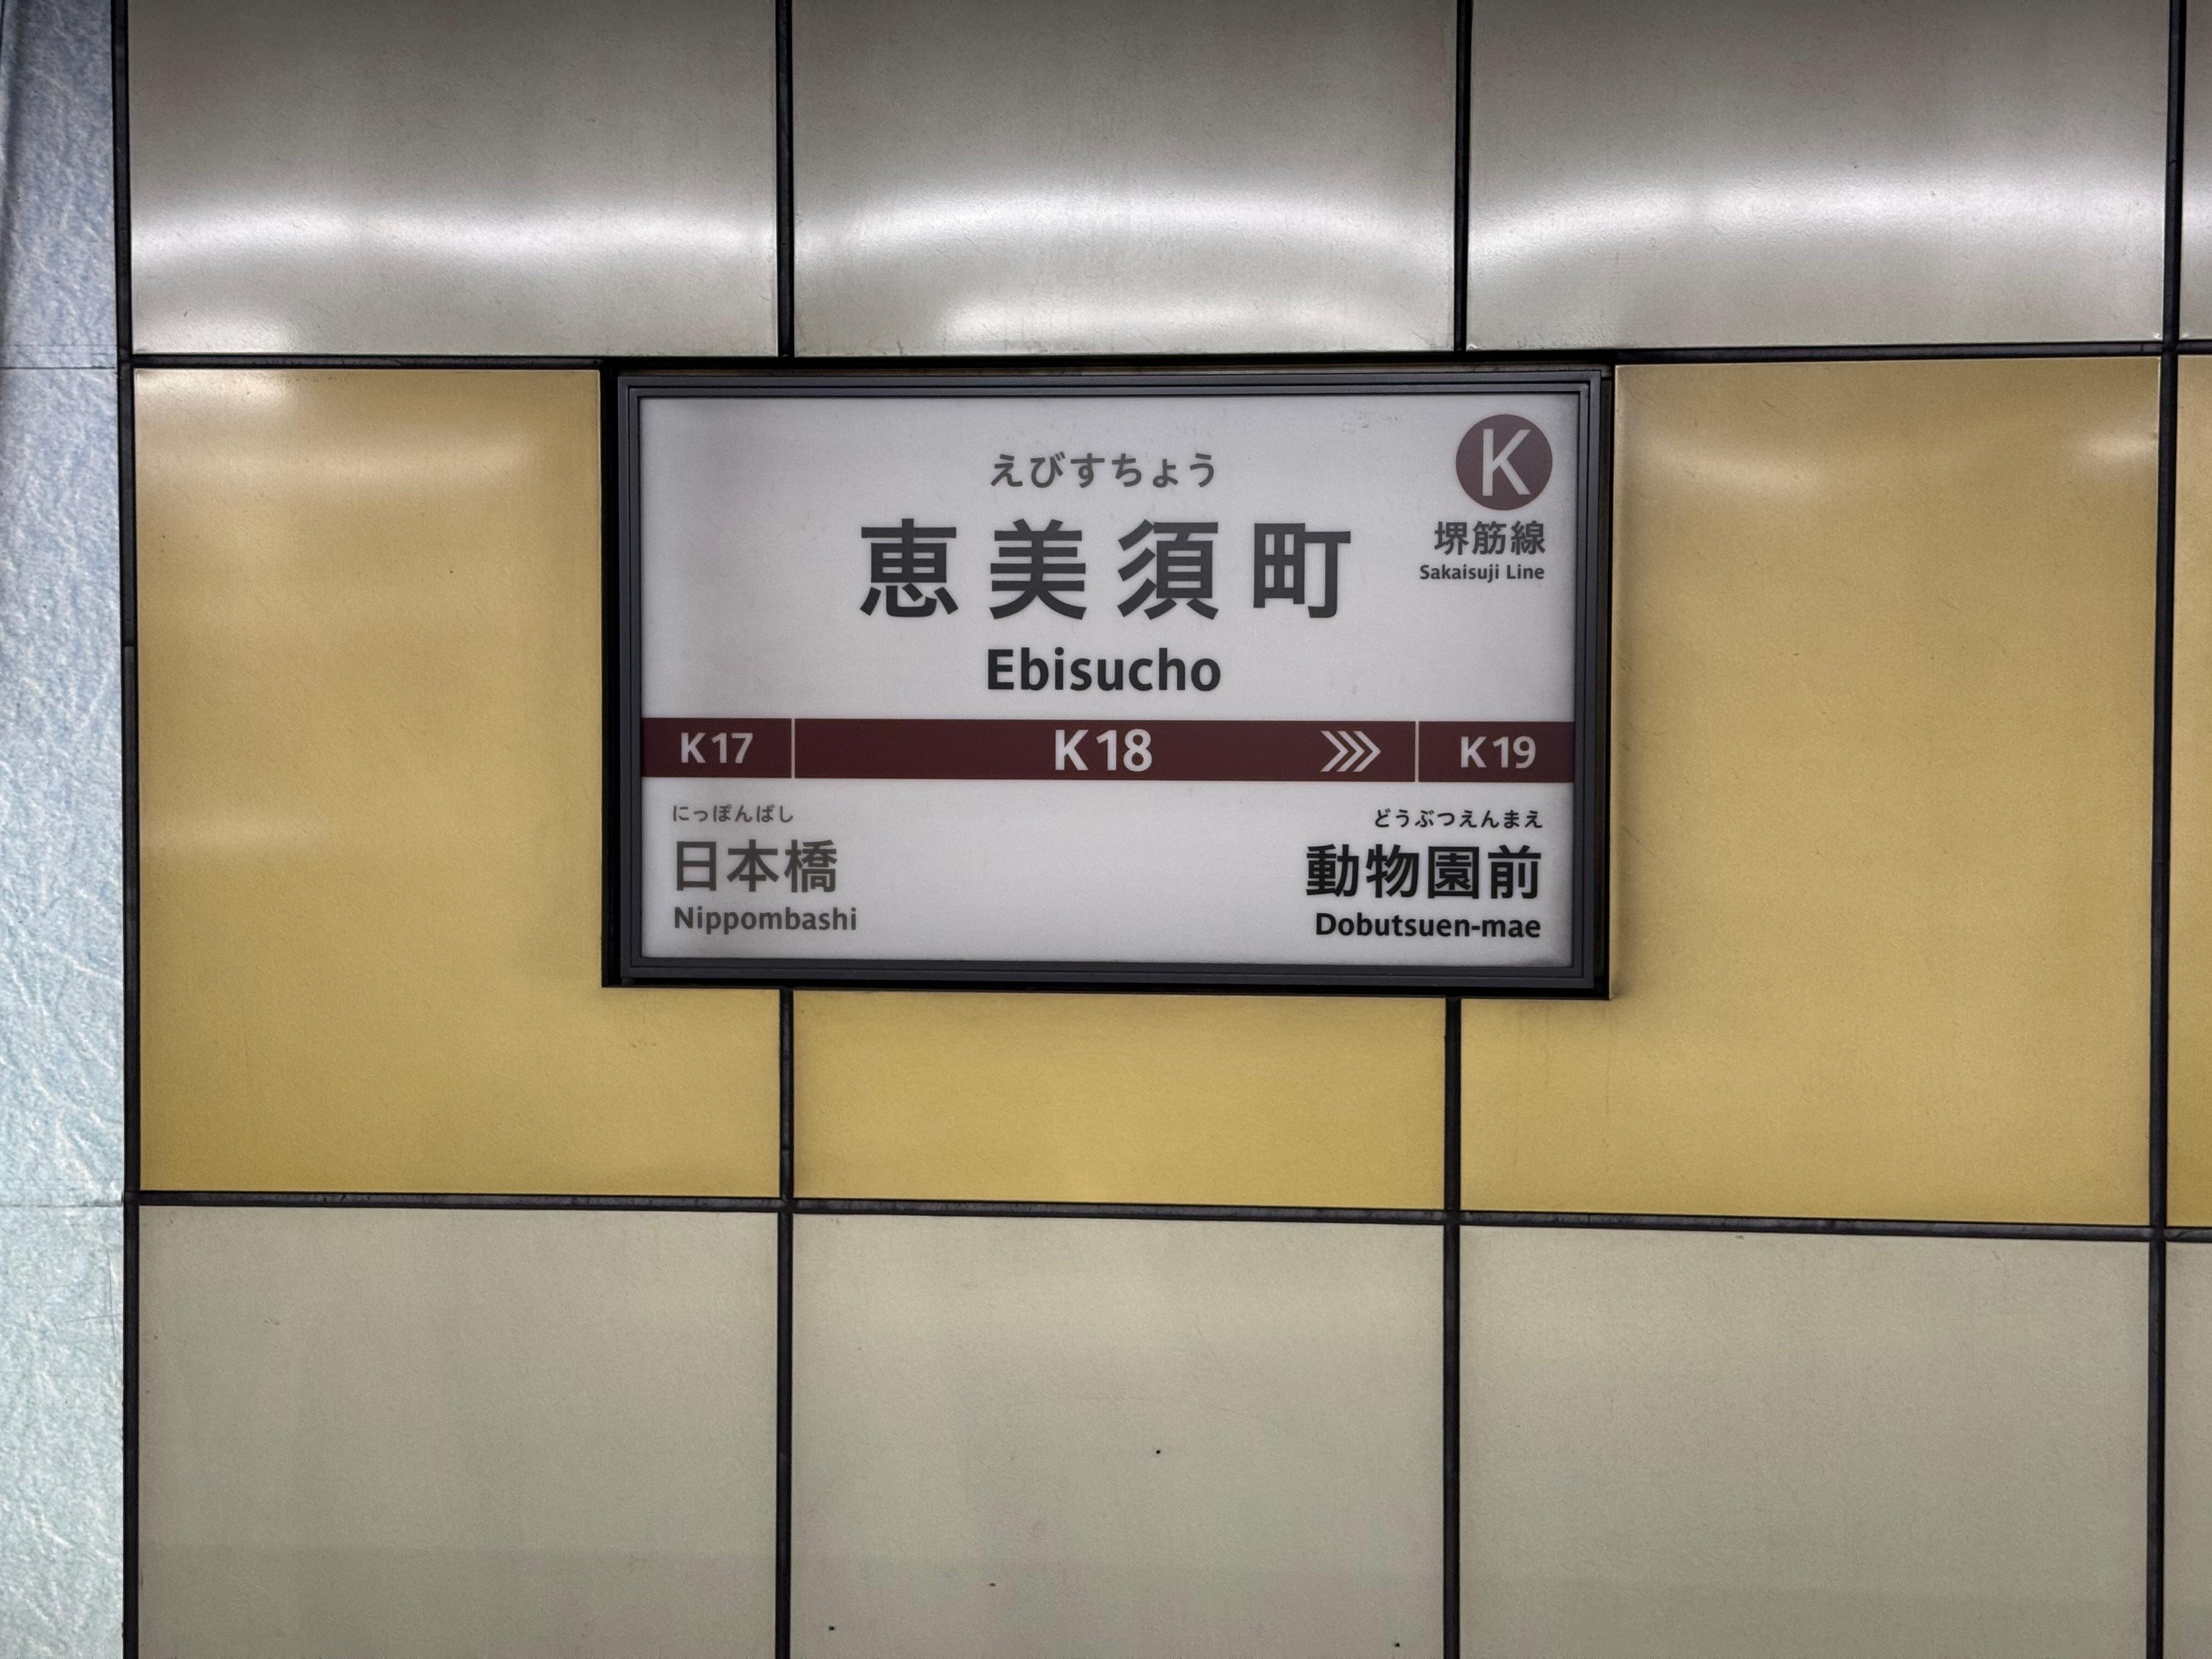 えびすちょう
恵美須町
Ebisucho
K
堺筋線
Sakaisuji Line
K17 K18 K19
にっぽんばし
日本橋
Nippombashi
どうぶつえんまえ
動物園前
Dobutsuen-mae